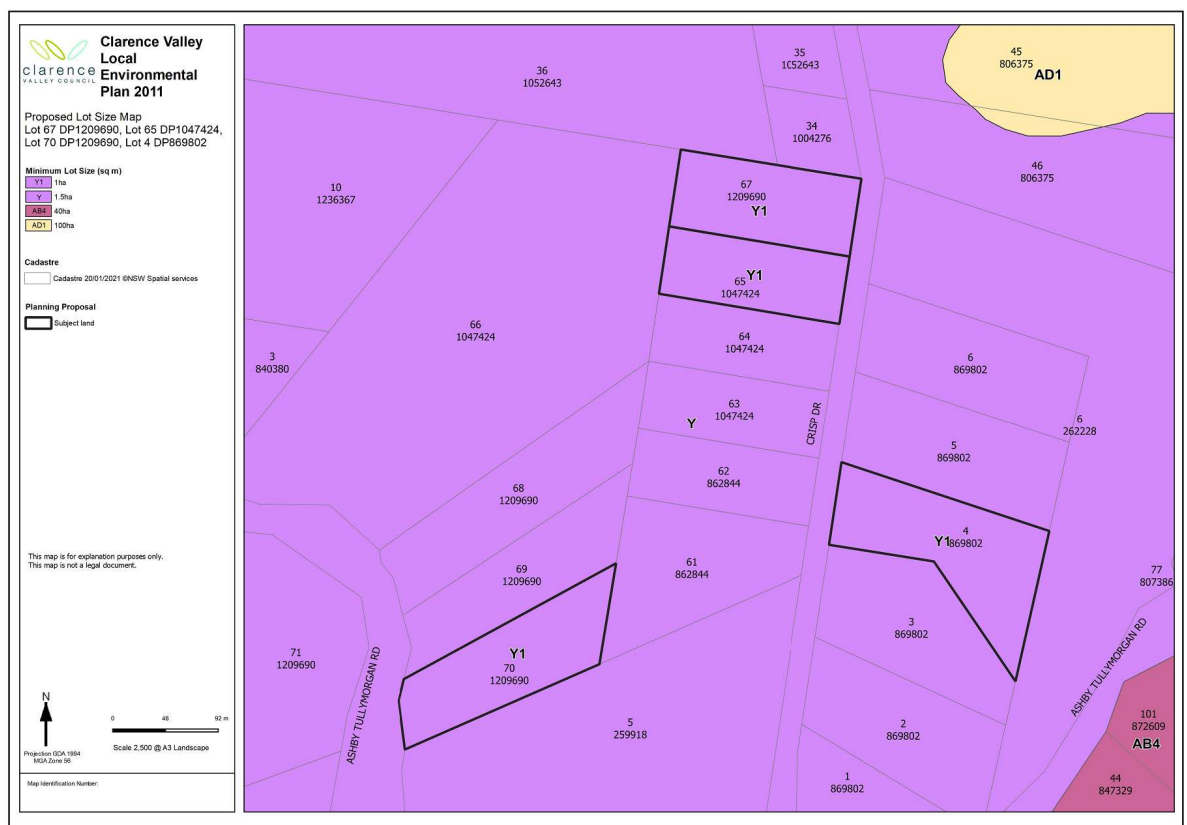 clarence
VALLEY COUNCIL
Clarence Valley
Local
Environmental
Plan 2011
Proposed Lot Size Map
Lot 67 DP1209690, Lot 65 DP1047424,
Lot 70 DP1209690, Lot 4 DP869802
Minimum Lot Size (sq m)
Y1 1ha
Y 1.5ha
AB4 40ha
AD1 100ha
Cadastre
Cadastre 20/01/2021 ©NSW Spatial services
Planning Proposal
Subject land
This map is for explanation purposes only.
This map is not a legal document.
N
0 46 92 m
Scale 2,500 @ A3 Landscape
Projection GDA 1994
MGA Zone 56
Map Identification Number:
36
1052643
35
1052643
45
806375
AD1
34
1004276
46
806375
10
1236367
67
1209690
Y1
Y1
65
1047424
66
1047424
64
1047424
3
840380
6
869802
63
1047424
Y
CRISP DR
6
262228
5
869802
62
862844
68
1209690
4
869802
Y1
61
862844
69
1209690
77
807386
3
869802
71
1209690
Y1
70
1209690
ASHBY TULLYMORGAN RD
ASHBY TULLYMORGAN RD
5
259918
2
869802
101
872609
AB4
1
869802
44
847329